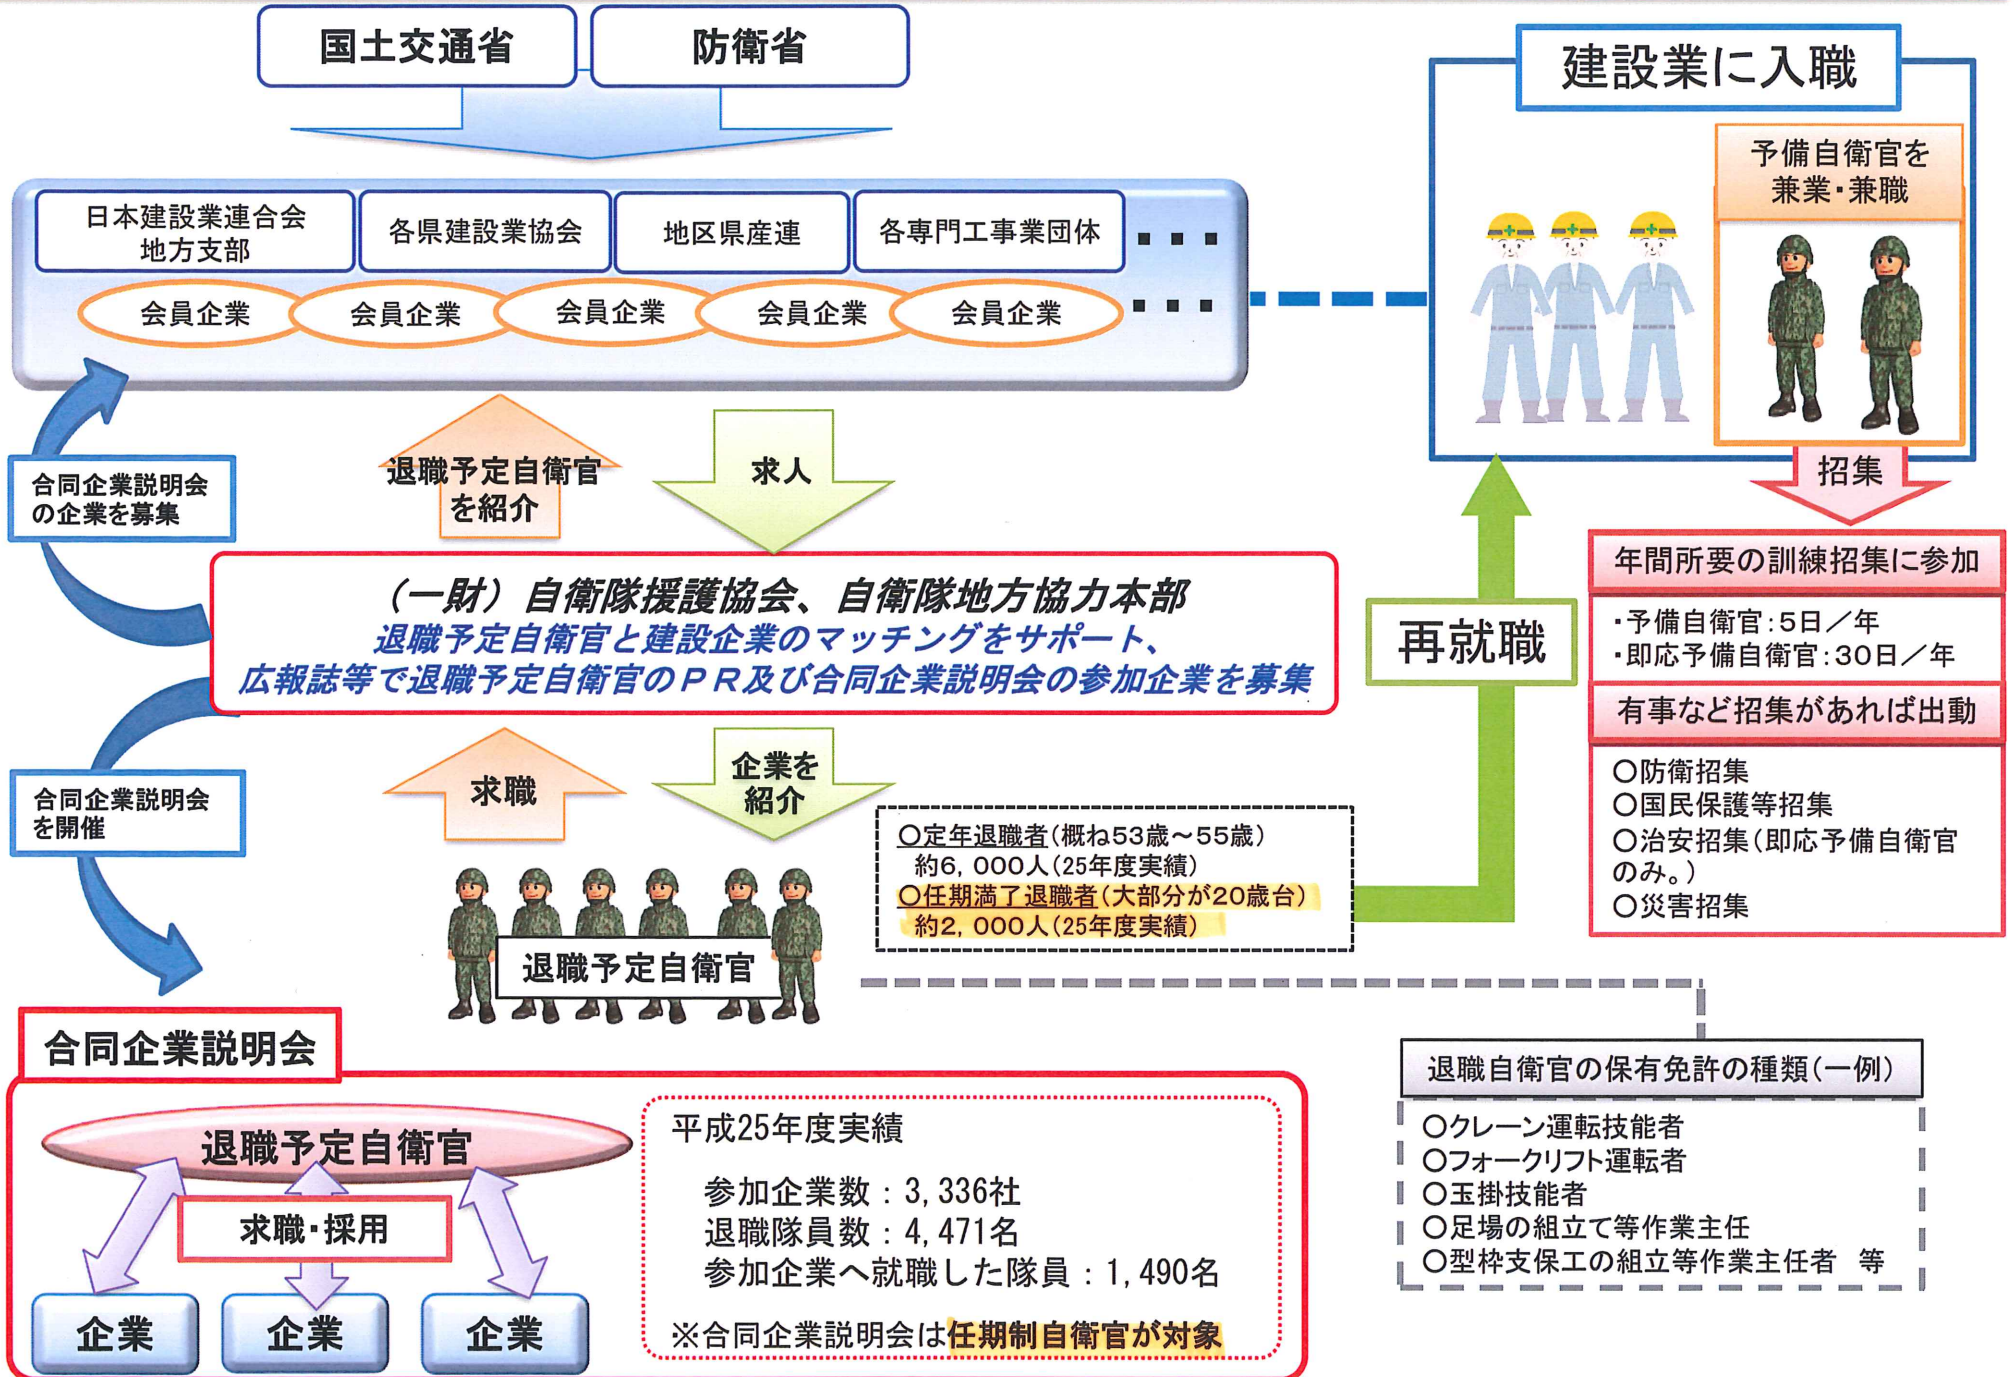 国土交通省
防衛省
日本建設業連合会
地方支部
各県建設業協会
地区県産連
各専門工事業団体
・・・
会員企業
会員企業
会員企業
会員企業
会員企業
・・・
建設業に入職
予備自衛官を
兼業・兼職
招集
年間所要の訓練招集に参加
・予備自衛官:5日／年
・即応予備自衛官:30日／年
有事など招集があれば出動
○防衛招集
○国民保護等招集
○治安招集(即応予備自衛官
のみ。)
○災害招集
合同企業説明会
の企業を募集
退職予定自衛官
を紹介
求人
（一財）自衛隊援護協会、自衛隊地方協力本部
退職予定自衛官と建設企業のマッチングをサポート、
広報誌等で退職予定自衛官のＰＲ及び合同企業説明会の参加企業を募集
再就職
合同企業説明会
を開催
求職
企業を
紹介
○定年退職者(概ね53歳～55歳)
約6,000人(25年度実績)
○任期満了退職者(大部分が20歳台)
約2,000人(25年度実績)
退職予定自衛官
退職自衛官の保有免許の種類(一例)
○クレーン運転技能者
○フォークリフト運転者
○玉掛技能者
○足場の組立て等作業主任
○型枠支保工の組立等作業主任者　等
合同企業説明会
退職予定自衛官
求職・採用
企業
企業
企業
平成25年度実績
参加企業数：3,336社
退職隊員数：4,471名
参加企業へ就職した隊員：1,490名
※合同企業説明会は任期制自衛官が対象